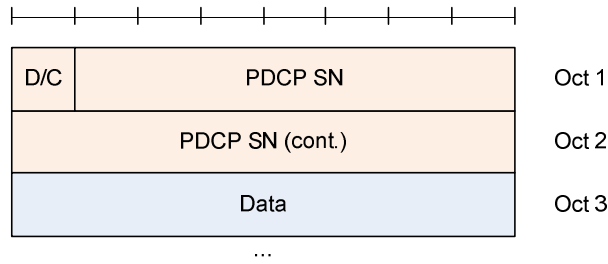 D/C PDCP SN Oct 1
PDCP SN (cont.) Oct 2
Data Oct 3
...